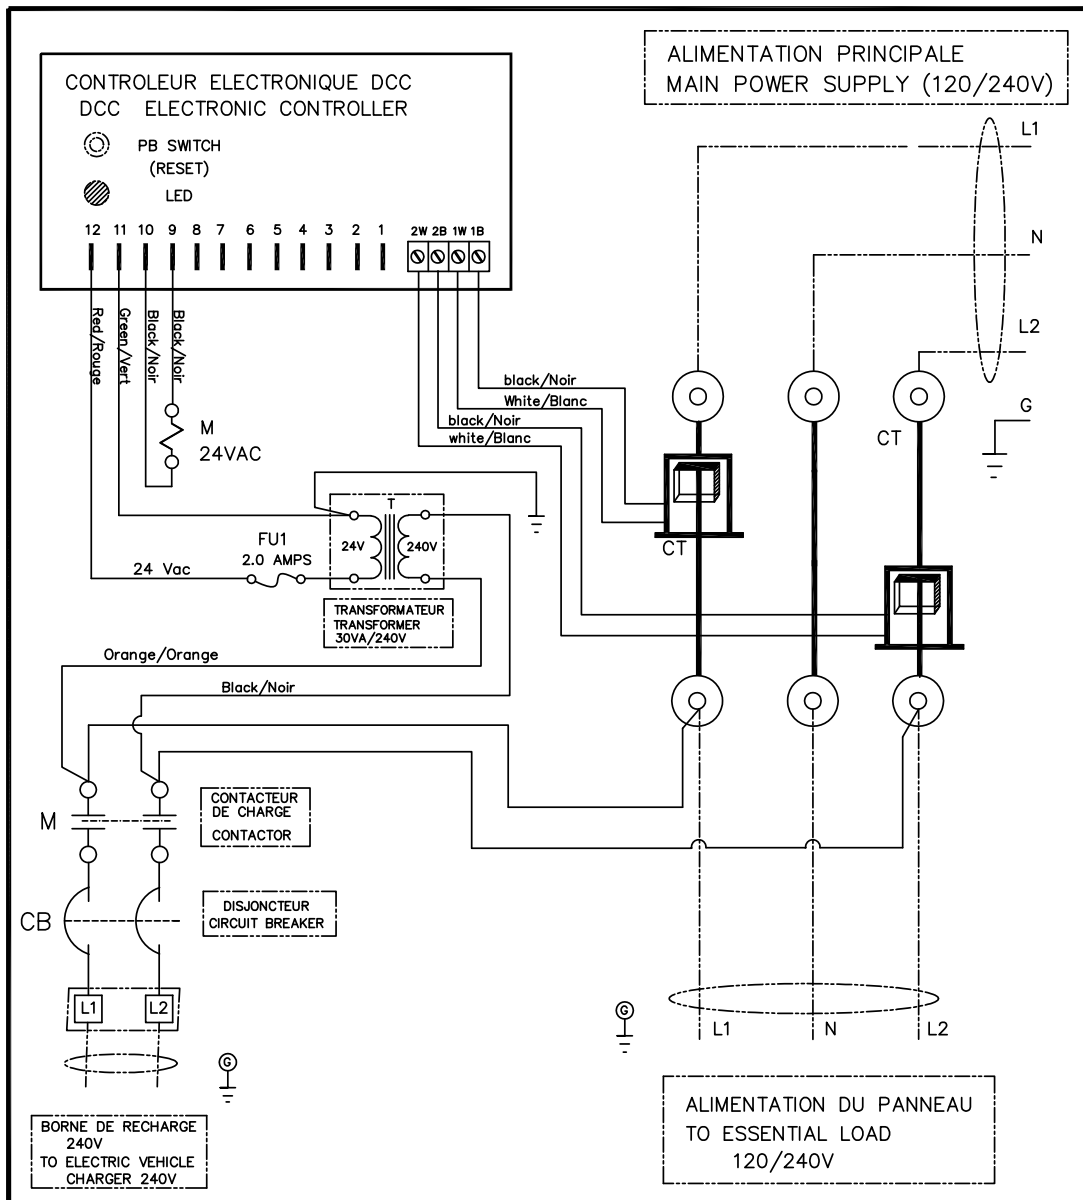 CONTROLEUR ELECTRONIQUE DCC
DCC ELECTRONIC CONTROLLER
PB SWITCH
(RESET)
LED
12 11 10 9 8 7 6 5 4 3 2 1 2W 2B 1W 1B
Red/Rouge
Green/Vert
Black/Noir
Black/Noir
M
24VAC
ALIMENTATION PRINCIPALE
MAIN POWER SUPPLY (120/240V)
L1
N
L2
G
black/Noir
White/Blanc
black/Noir
white/Blanc
CT
CT
T
24V
240V
FU1
2.0 AMPS
24 Vac
TRANSFORMATEUR
TRANSFORMER
30VA/240V
Orange/Orange
Black/Noir
M
CONTACTEUR
DE CHARGE
CONTACTOR
CB
DISJONCTEUR
CIRCUIT BREAKER
L1 L2
G
G
L1 N L2
BORNE DE RECHARGE
240V
TO ELECTRIC VEHICLE
CHARGER 240V
ALIMENTATION DU PANNEAU
TO ESSENTIAL LOAD
120/240V